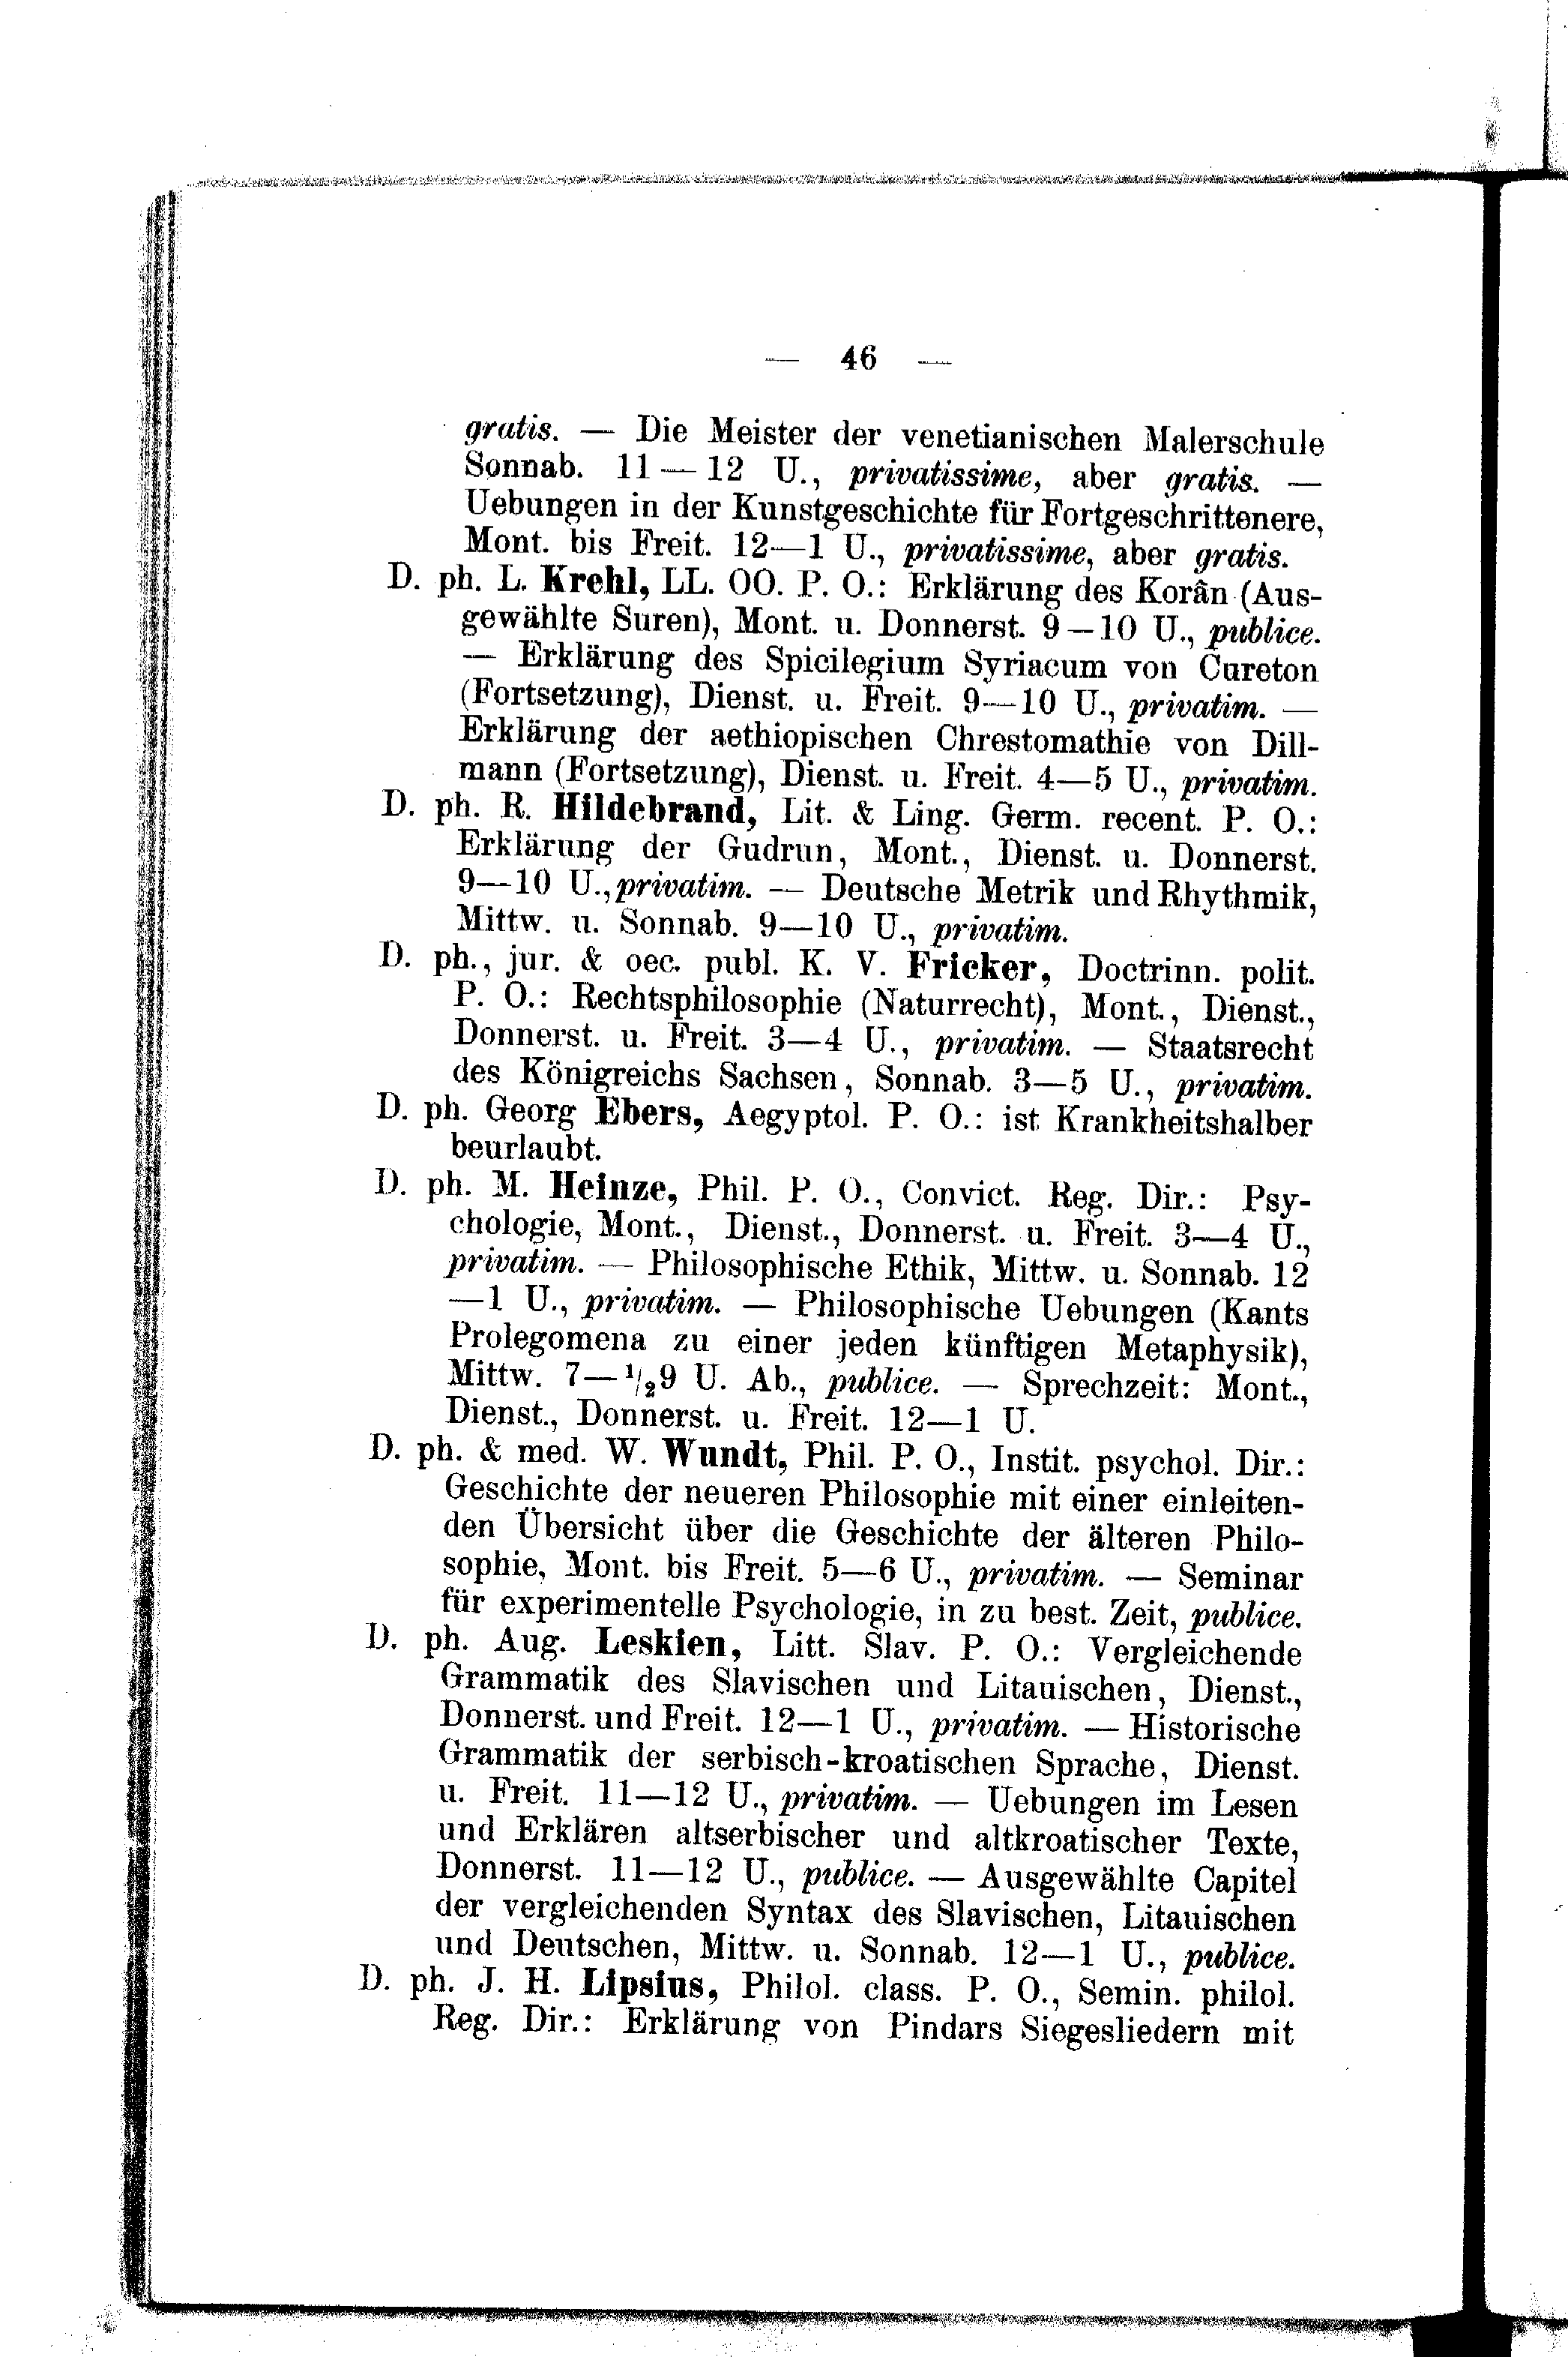 — 46 —
gratis. — Die Meister der venetianischen Malerschule
Sonnab. 11—12 U., privatissime, aber gratis. —
Uebungen in der Kunstgeschichte für Fortgeschrittenere,
Mont. bis Freit. 12—1 U., privatissime, aber gratis.
D. ph. L. Krehl, LL. OO. P. O.: Erklärung des Korân (Aus-
gewählte Suren), Mont. u. Donnerst. 9—10 U., publice.
— Erklärung des Spicilegium Syriacum von Cureton
(Fortsetzung), Dienst. u. Freit. 9—10 U., privatim. —
Erklärung der aethiopischen Chrestomathie von Dill-
mann (Fortsetzung), Dienst. u. Freit. 4—5 U., privatim.
D. ph. R. Hildebrand, Lit. & Ling. Germ. recent. P. O.:
Erklärung der Gudrun, Mont., Dienst. u. Donnerst.
9—10 U., privatim. — Deutsche Metrik und Rhythmik,
Mittw. u. Sonnab. 9—10 U., privatim.
D. ph., jur. & oec. publ. K. V. Fricker, Doctrinn. polit.
P. O.: Rechtsphilosophie (Naturrecht), Mont., Dienst.,
Donnerst. u. Freit. 3—4 U., privatim. — Staatsrecht
des Königreichs Sachsen, Sonnab. 3—5 U., privatim.
D. ph. Georg Ebers, Aegyptol. P. O.: ist Krankheitshalber
beurlaubt.
D. ph. M. Heinze, Phil. P. O., Convict. Reg. Dir.: Psy-
chologie, Mont., Dienst., Donnerst. u. Freit. 3—4 U.,
privatim. — Philosophische Ethik, Mittw. u. Sonnab. 12
—1 U., privatim. — Philosophische Uebungen (Kants
Prolegomena zu einer jeden künftigen Metaphysik),
Mittw. 7—1/29 U. Ab., publice. — Sprechzeit: Mont.,
Dienst., Donnerst. u. Freit. 12—1 U.
D. ph. & med. W. Wundt, Phil. P. O., Instit. psychol. Dir.:
Geschichte der neueren Philosophie mit einer einleiten-
den Übersicht über die Geschichte der älteren Philo-
sophie, Mont. bis Freit. 5—6 U., privatim. — Seminar
für experimentelle Psychologie, in zu best. Zeit, publice.
D. ph. Aug. Leskien, Litt. Slav. P. O.: Vergleichende
Grammatik des Slavischen und Litauischen, Dienst.,
Donnerst. und Freit. 12—1 U., privatim. — Historische
Grammatik der serbisch-kroatischen Sprache, Dienst.
u. Freit. 11—12 U., privatim. — Uebungen im Lesen
und Erklären altserbischer und altkroatischer Texte,
Donnerst. 11—12 U., publice. — Ausgewählte Capitel
der vergleichenden Syntax des Slavischen, Litauischen
und Deutschen, Mittw. u. Sonnab. 12—1 U., publice.
D. ph. J. H. Lipsius, Philol. class. P. O., Semin. philol.
Reg. Dir.: Erklärung von Pindars Siegesliedern mit